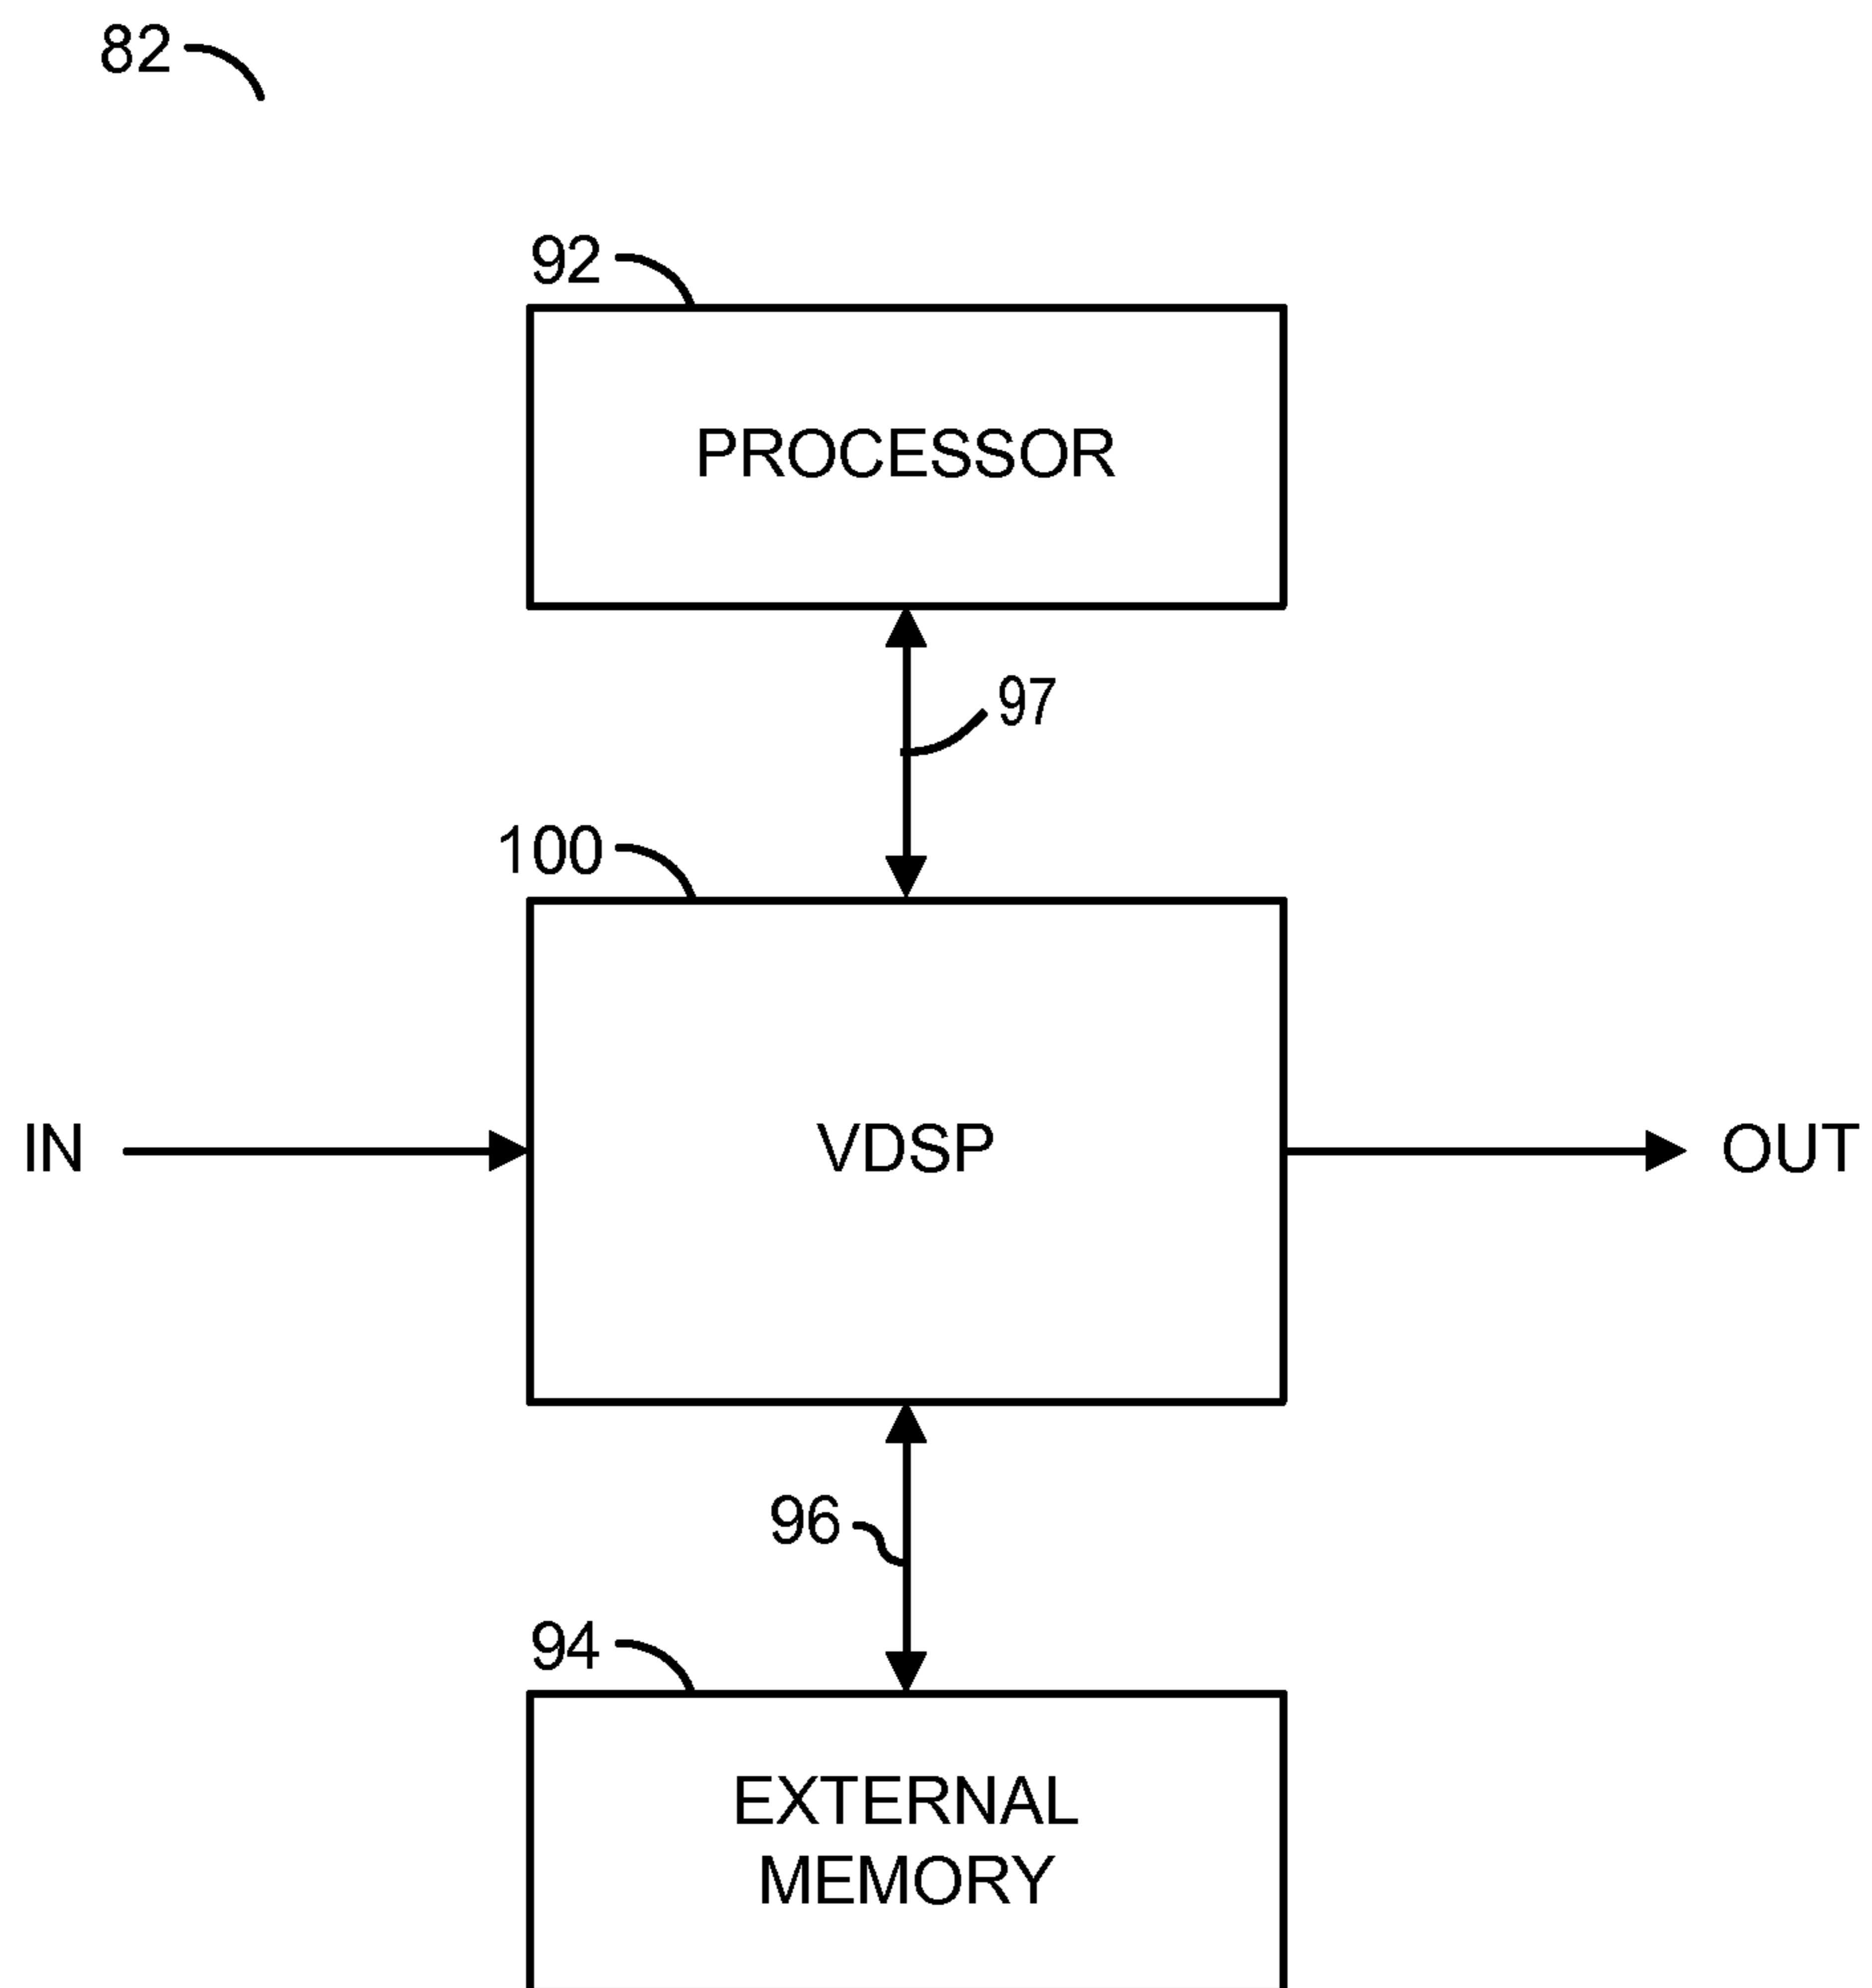 82
92
PROCESSOR
97
100
IN
VDSP
OUT
96
94
EXTERNAL
MEMORY